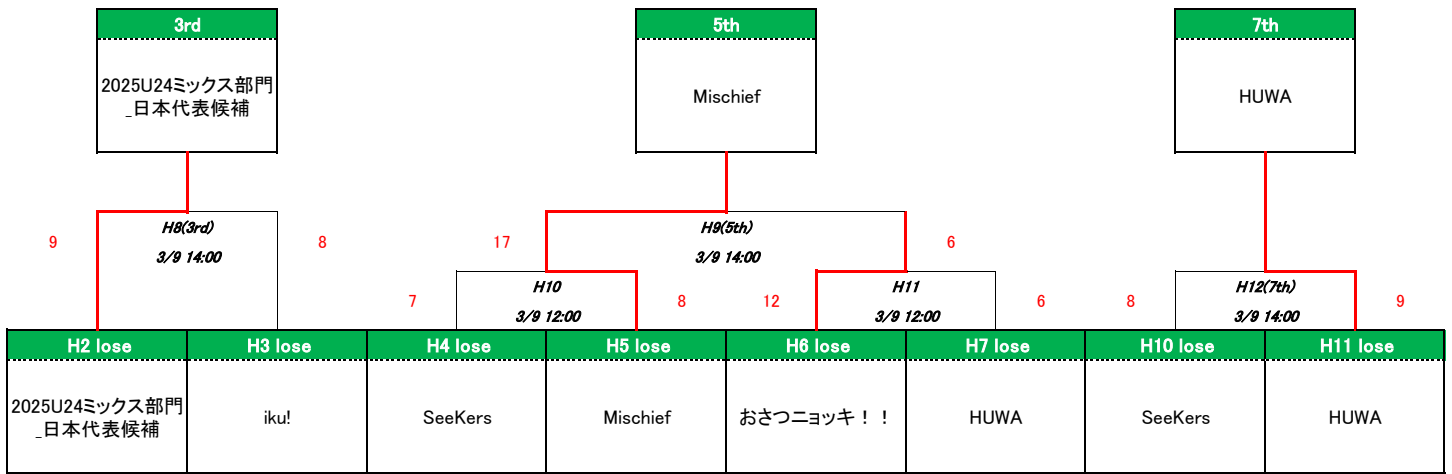 3rd
5th
7th
2025U24ミックス部門
_日本代表候補
Mischief
HUWA
H8(3rd)
H9(5th)
9
8
17
6
3/9 14:00
3/9 14:00
H10
H11
H12(7th)
7
8
12
6
8
9
3/9 12:00
3/9 12:00
3/9 14:00
H2 lose
H3 lose
H4 lose
H5 lose
H6 lose
H7 lose
H10 lose
H11 lose
2025U24ミックス部門
_日本代表候補
iku!
SeeKers
Mischief
おさつニョッキ！！
HUWA
SeeKers
HUWA